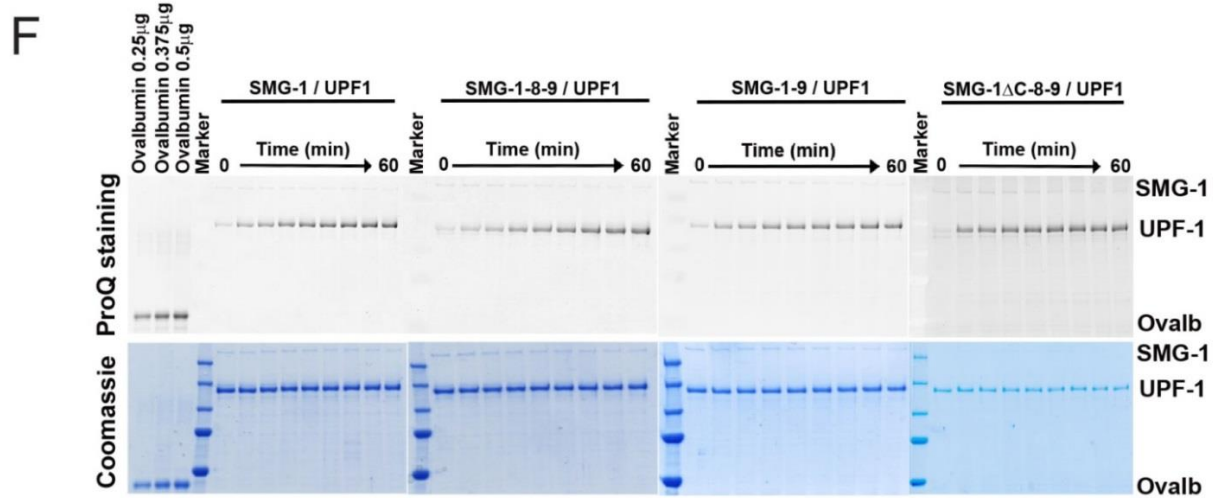 F
Ovalbumin 0.25µg
Ovalbumin 0.375µg
Ovalbumin 0.5µg
Marker
SMG-1 / UPF1
Time (min)
0
60
Marker
SMG-1-8-9 / UPF1
Time (min)
0
60
Marker
SMG-1-9 / UPF1
Time (min)
0
60
Marker
SMG-1∆C-8-9 / UPF1
Time (min)
0
60
ProQ staining
SMG-1
UPF-1
Ovalb
Coomassie
SMG-1
UPF-1
Ovalb